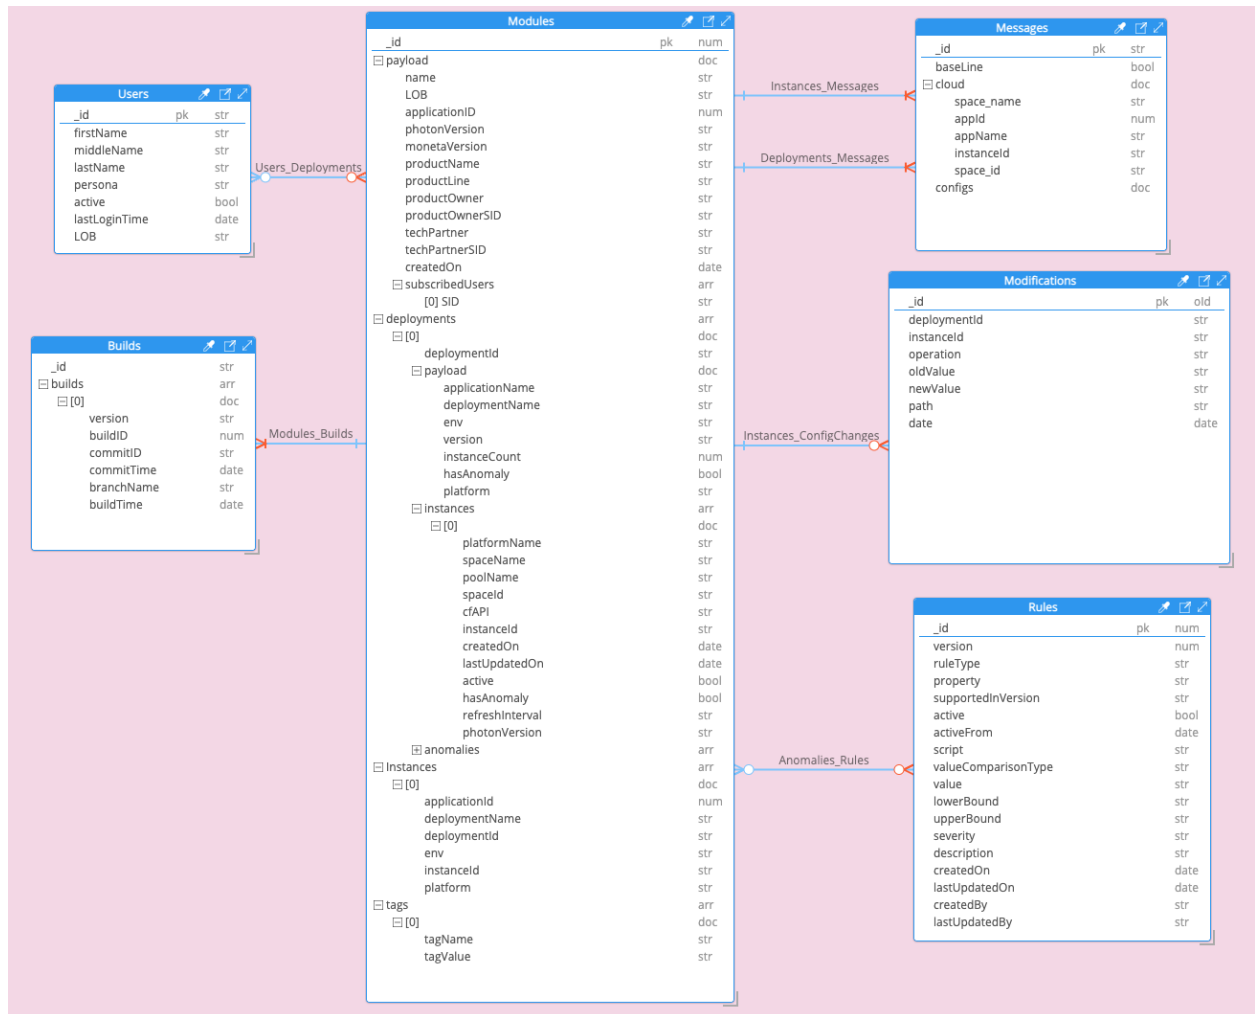 Users
_id pk str
firstName str
middleName str
lastName str
persona str
active bool
lastLoginTime date
LOB str
Users_Deployments
Builds
_id str
builds arr
[0] doc
version str
buildID num
commitID str
commitTime date
branchName str
buildTime date
Modules_Builds
Modules
_id pk num
payload doc
name str
LOB str
applicationID num
photonVersion str
monetaVersion str
productName str
productLine str
productOwner str
productOwnerSID str
techPartner str
techPartnerSID str
createdOn date
subscribedUsers arr
[0] SID str
deployments arr
[0] doc
deploymentId str
payload doc
applicationName str
deploymentName str
env str
version str
instanceCount num
hasAnomaly bool
platform str
instances arr
[0] doc
platformName str
spaceName str
poolName str
spaceId str
cfAPI str
instanceId str
createdOn date
lastUpdatedOn date
active bool
hasAnomaly bool
refreshInterval str
photonVersion str
anomalies arr
Instances arr
[0] doc
applicationId num
deploymentName str
deploymentId str
env str
instanceId str
platform str
tags arr
[0] doc
tagName str
tagValue str
Instances_Messages
Deployments_Messages
Instances_ConfigChanges
Anomalies_Rules
Messages
_id pk str
baseLine bool
cloud doc
space_name str
appId num
appName str
instanceId str
space_id str
configs doc
Modifications
_id pk old
deploymentId str
instanceId str
operation str
oldValue str
newValue str
path str
date date
Rules
_id pk num
version num
ruleType str
property str
supportedInVersion str
active bool
activeFrom date
script str
valueComparisonType str
value str
lowerBound str
upperBound str
severity str
description str
createdOn date
lastUpdatedOn date
createdBy str
lastUpdatedBy str